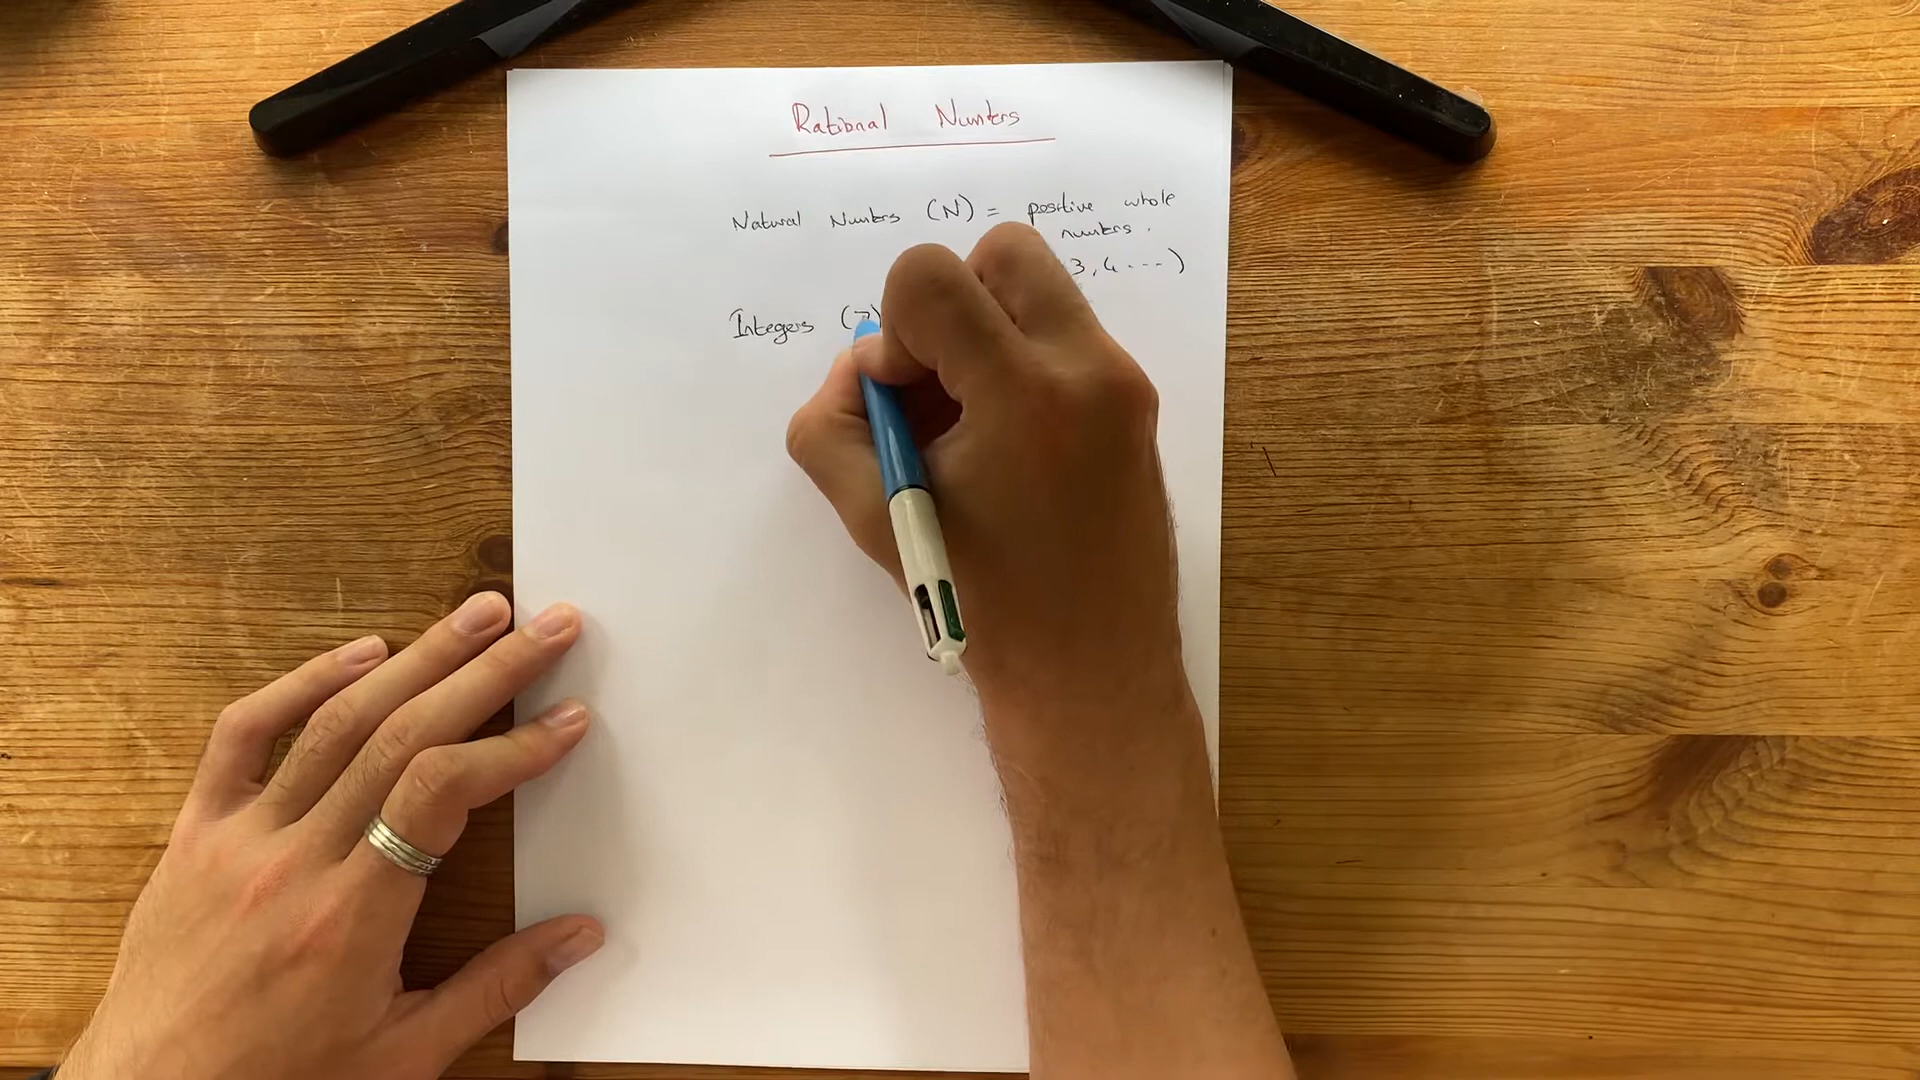 Rational Numbers
Natural Numbers (N) = positive whole
numbers.
3, 4 ....)
Integers (Z)